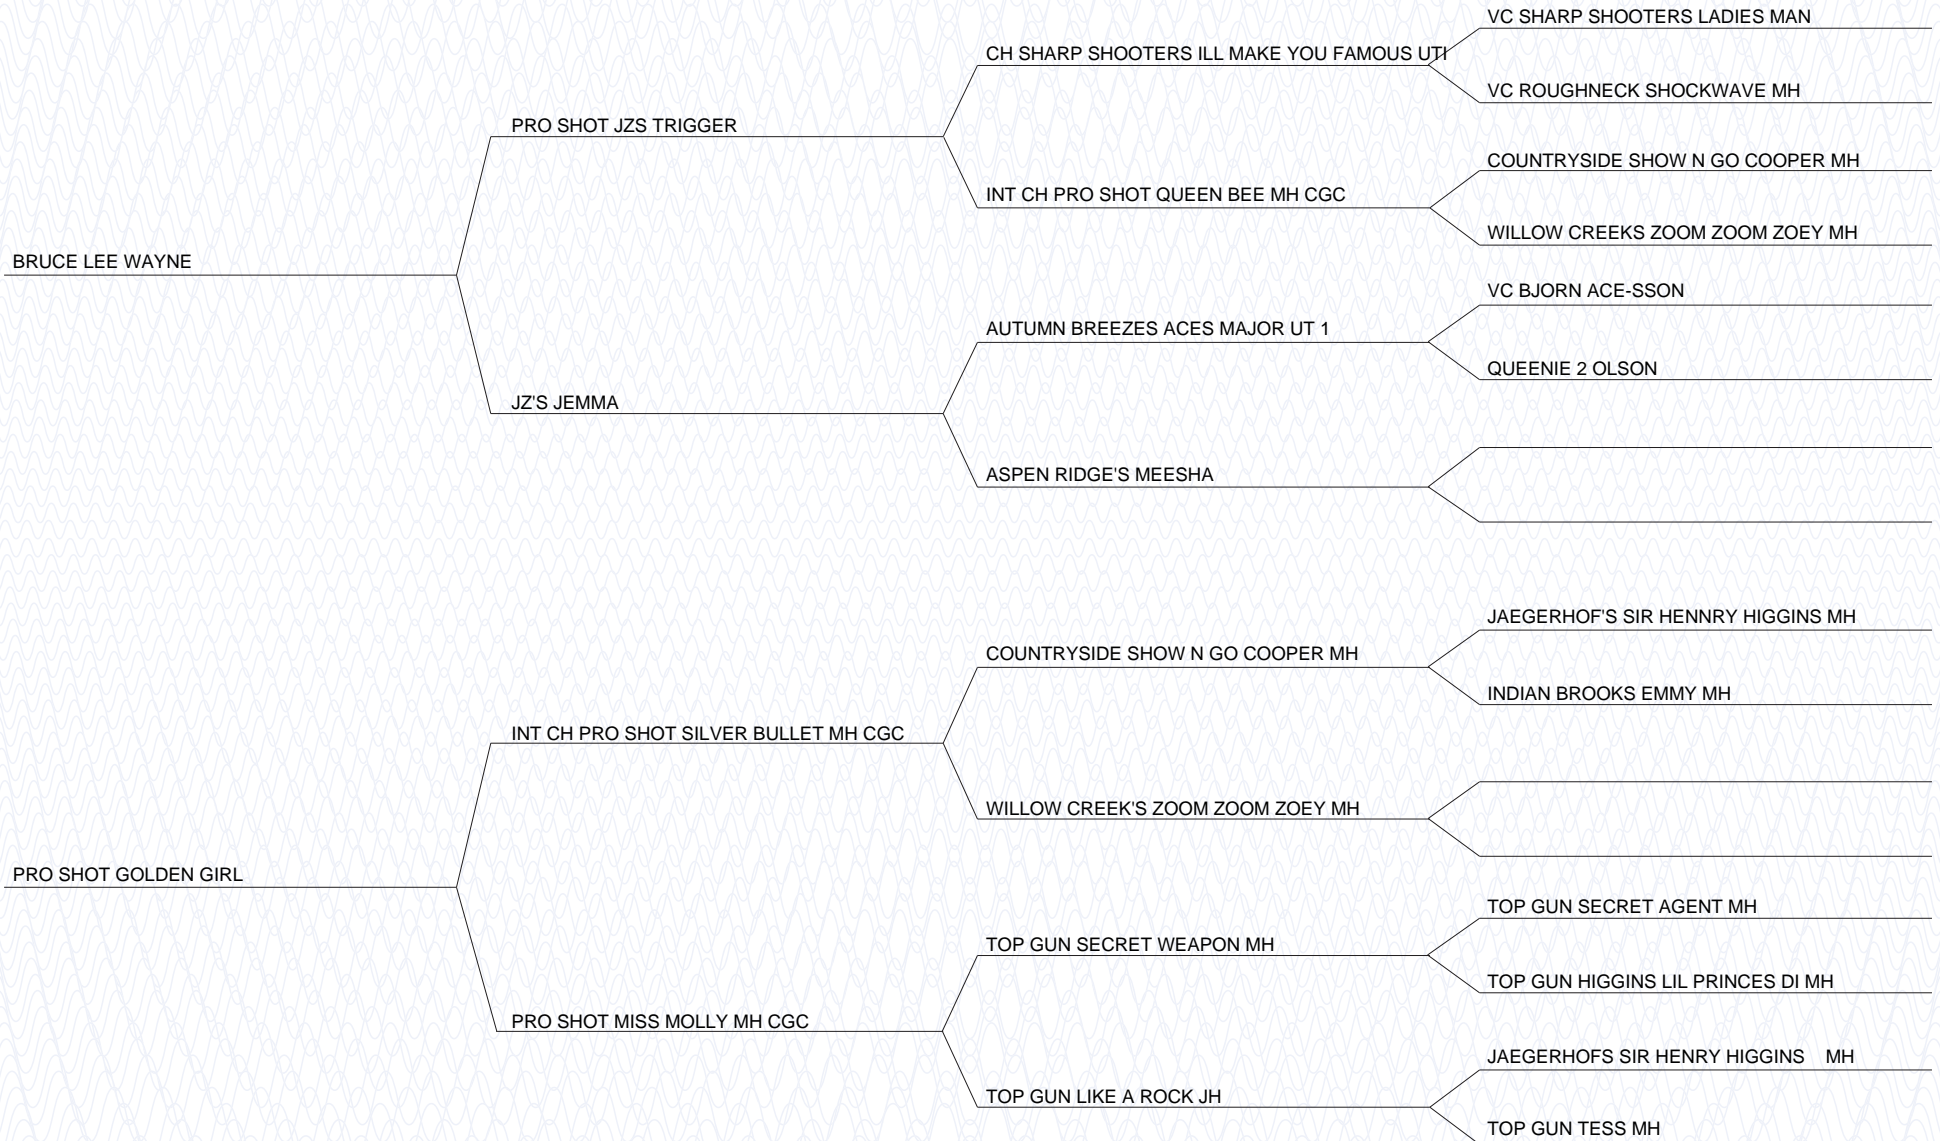 VC SHARP SHOOTERS LADIES MAN
CH SHARP SHOOTERS ILL MAKE YOU FAMOUS UTI
VC ROUGHNECK SHOCKWAVE MH
PRO SHOT JZS TRIGGER
COUNTRYSIDE SHOW N GO COOPER MH
INT CH PRO SHOT QUEEN BEE MH CGC
WILLOW CREEKS ZOOM ZOOM ZOEY MH
BRUCE LEE WAYNE
VC BJORN ACE-SSON
AUTUMN BREEZES ACES MAJOR UT 1
QUEENIE 2 OLSON
JZ'S JEMMA
ASPEN RIDGE'S MEESHA
JAEGERHOF'S SIR HENNRY HIGGINS MH
COUNTRYSIDE SHOW N GO COOPER MH
INDIAN BROOKS EMMY MH
INT CH PRO SHOT SILVER BULLET MH CGC
WILLOW CREEK'S ZOOM ZOOM ZOEY MH
PRO SHOT GOLDEN GIRL
TOP GUN SECRET AGENT MH
TOP GUN SECRET WEAPON MH
TOP GUN HIGGINS LIL PRINCES DI MH
PRO SHOT MISS MOLLY MH CGC
JAEGERHOFS SIR HENRY HIGGINS MH
TOP GUN LIKE A ROCK JH
TOP GUN TESS MH